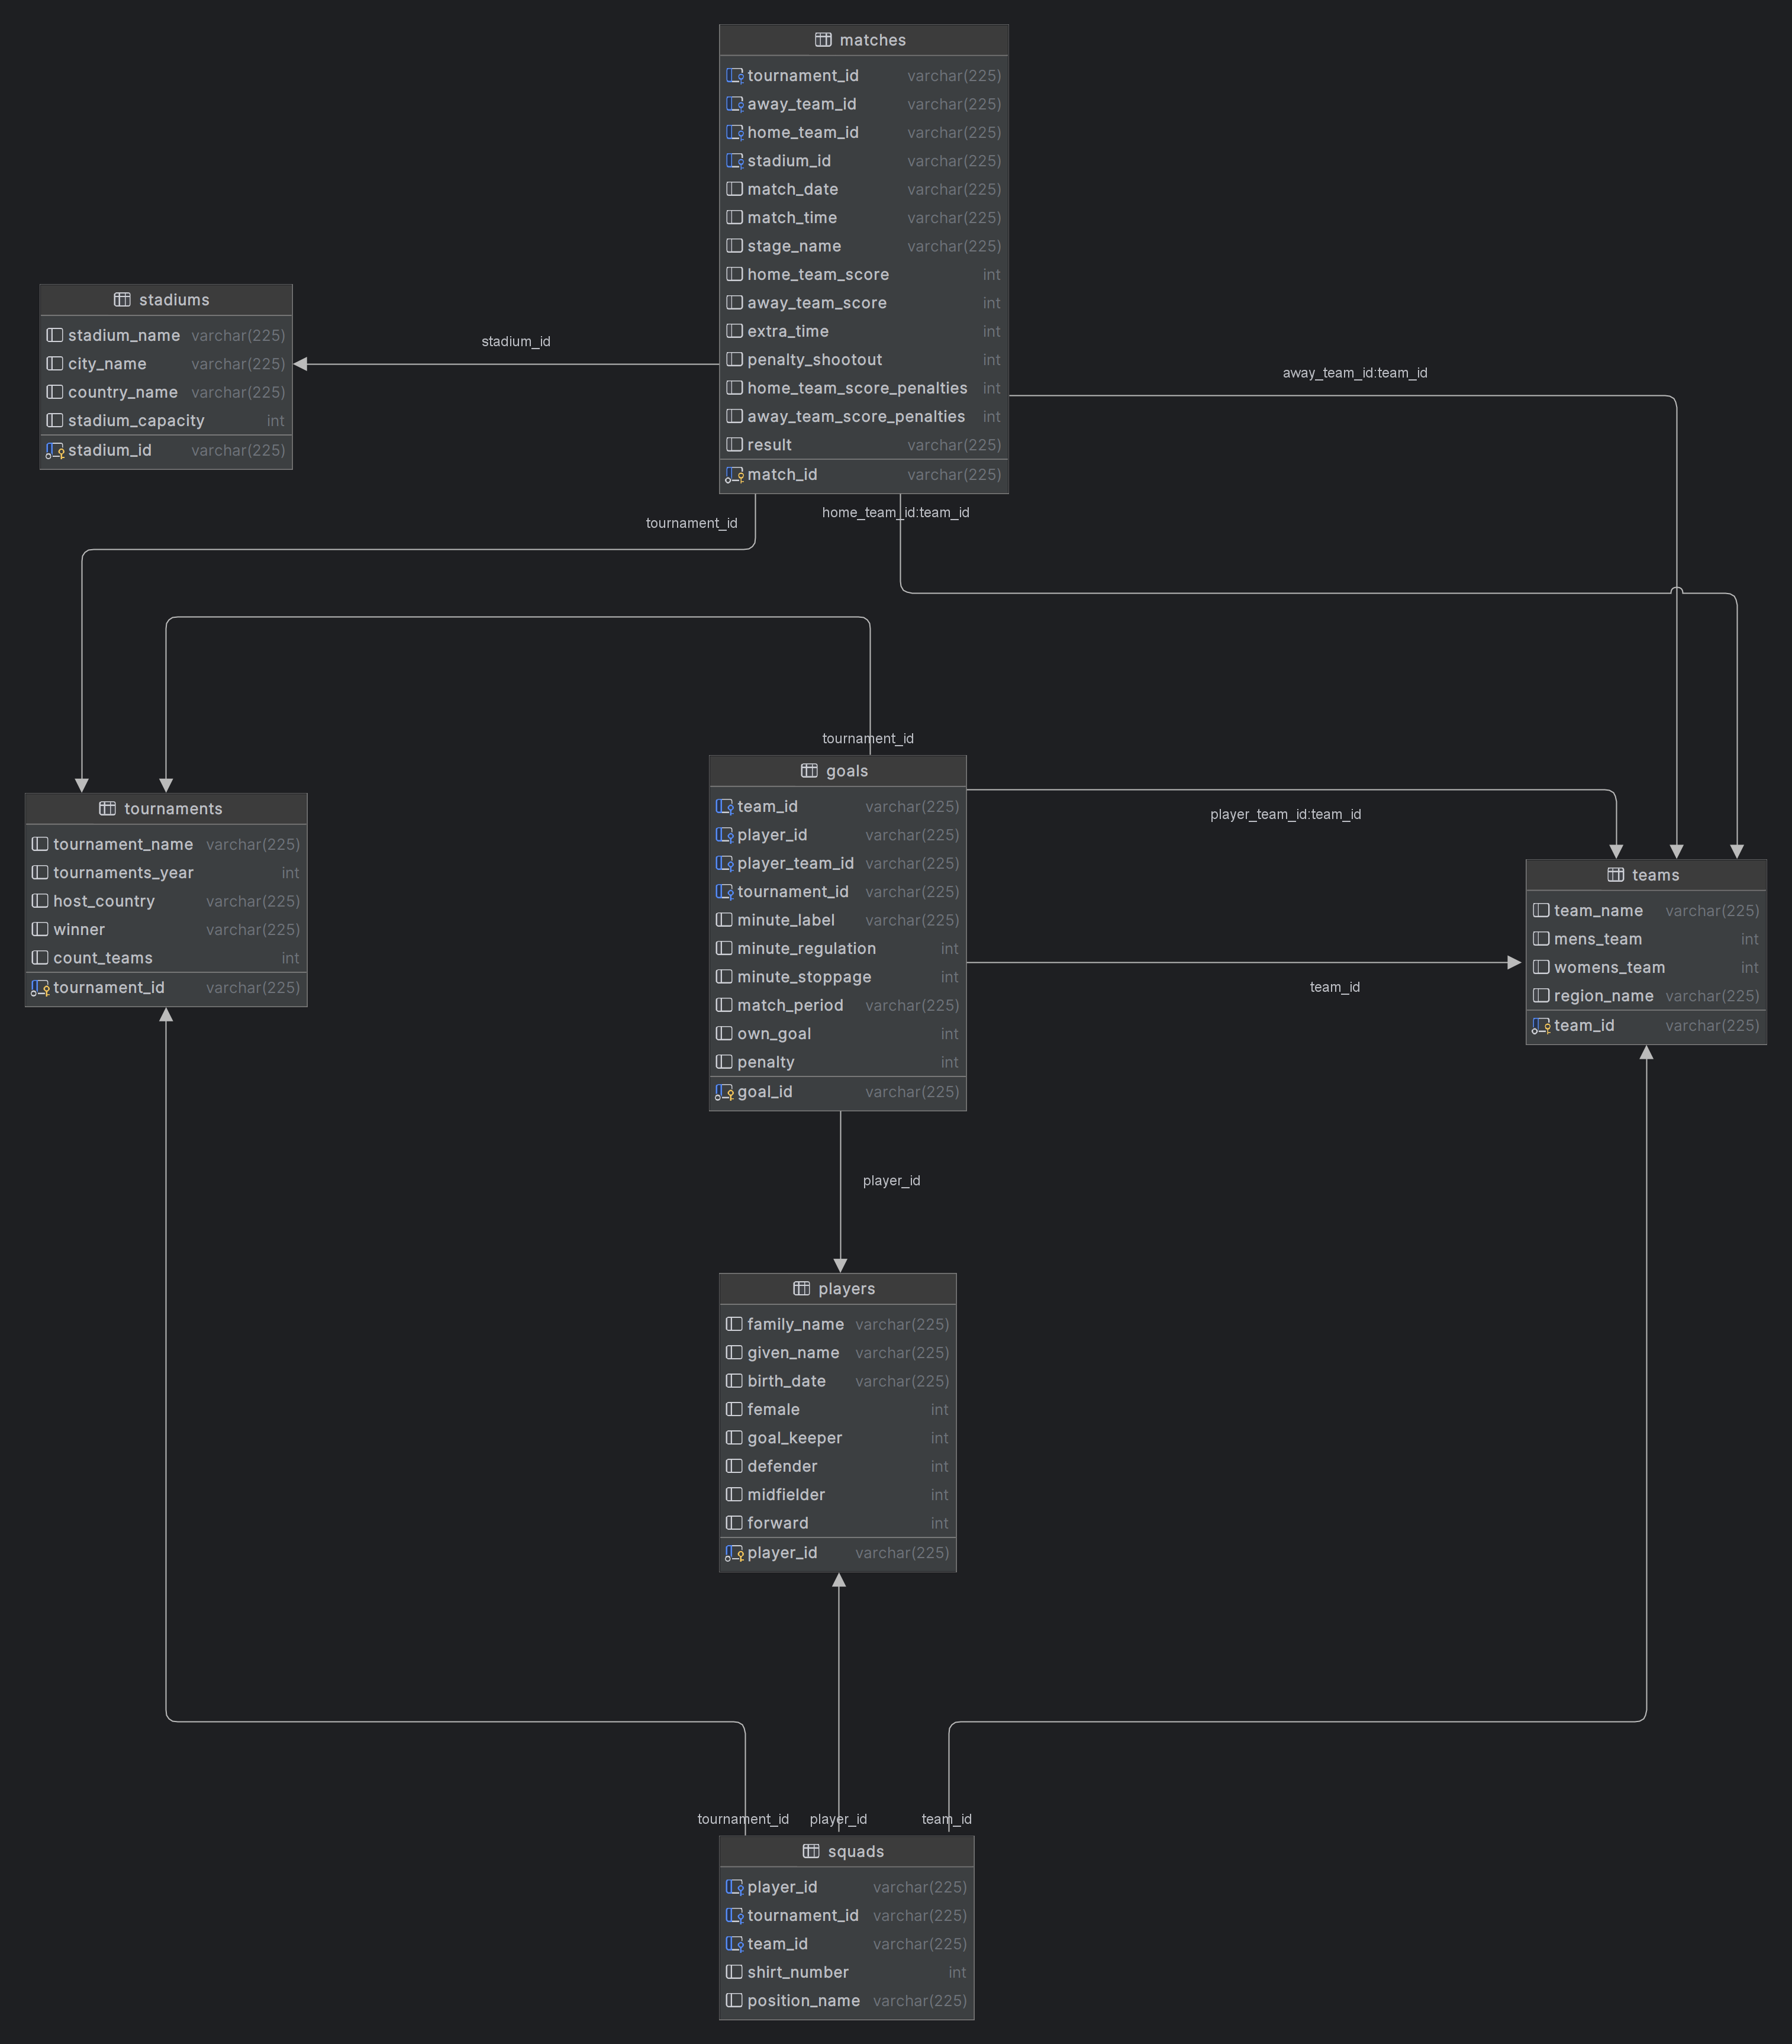 matches
tournament_id varchar(225)
away_team_id varchar(225)
home_team_id varchar(225)
stadium_id varchar(225)
match_date varchar(225)
match_time varchar(225)
stage_name varchar(225)
home_team_score int
away_team_score int
extra_time int
penalty_shootout int
home_team_score_penalties int
away_team_score_penalties int
result varchar(225)
match_id varchar(225)
stadiums
stadium_name varchar(225)
city_name varchar(225)
country_name varchar(225)
stadium_capacity int
stadium_id varchar(225)
stadium_id
away_team_id:team_id
tournament_id
home_team_id:team_id
tournament_id
goals
team_id varchar(225)
player_id varchar(225)
player_team_id varchar(225)
tournament_id varchar(225)
minute_label varchar(225)
minute_regulation int
minute_stoppage int
match_period varchar(225)
own_goal int
penalty int
goal_id varchar(225)
tournaments
tournament_name varchar(225)
tournaments_year int
host_country varchar(225)
winner varchar(225)
count_teams int
tournament_id varchar(225)
player_team_id:team_id
team_id
teams
team_name varchar(225)
mens_team int
womens_team int
region_name varchar(225)
team_id varchar(225)
player_id
players
family_name varchar(225)
given_name varchar(225)
birth_date varchar(225)
female int
goal_keeper int
defender int
midfielder int
forward int
player_id varchar(225)
tournament_id player_id team_id
squads
player_id varchar(225)
tournament_id varchar(225)
team_id varchar(225)
shirt_number int
position_name varchar(225)